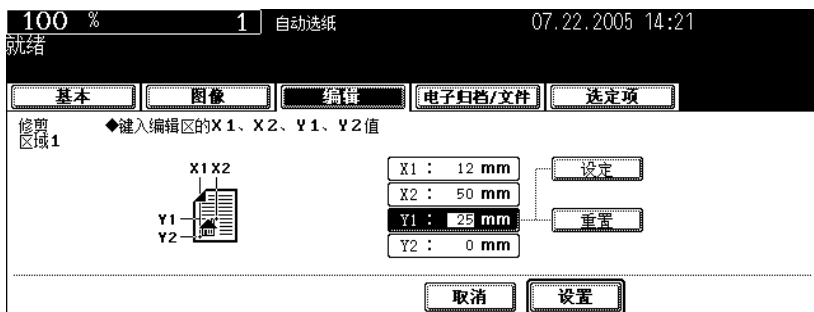 100 % 1 自动选纸 07.22.2005 14:21
就绪
基本 图像 编辑 电子归档/文件 选定项
修剪 ◆键入编辑区的X1、X2、Y1、Y2值
区域1
X1 X2
Y1
Y2
X1： 12 mm 设定
X2： 50 mm
Y1： 25 mm 重置
Y2： 0 mm
取消 设置